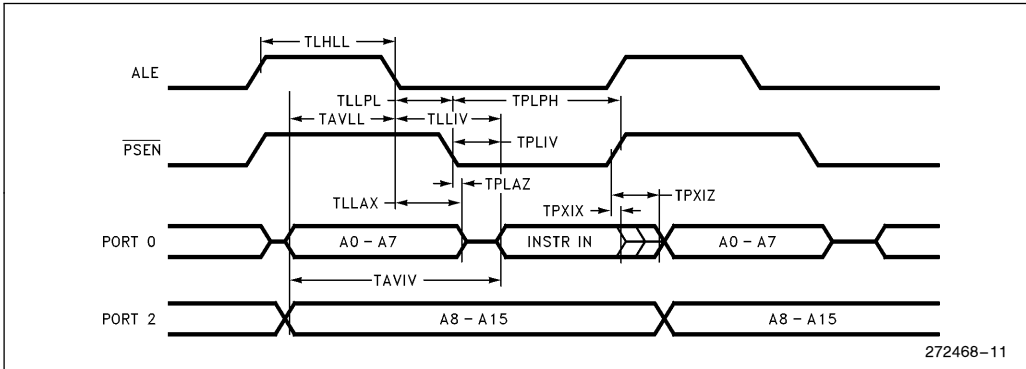 TLHLL
ALE
TLLPL
TPLPH
TAVLL
TLLIV
PSEN
TPLIV
TPLAZ
TLLAX
TPXIZ
TPXIX
PORT 0
A0 – A7
INSTR IN
A0 – A7
TAVIV
PORT 2
A8 – A15
A8 – A15
272468–11